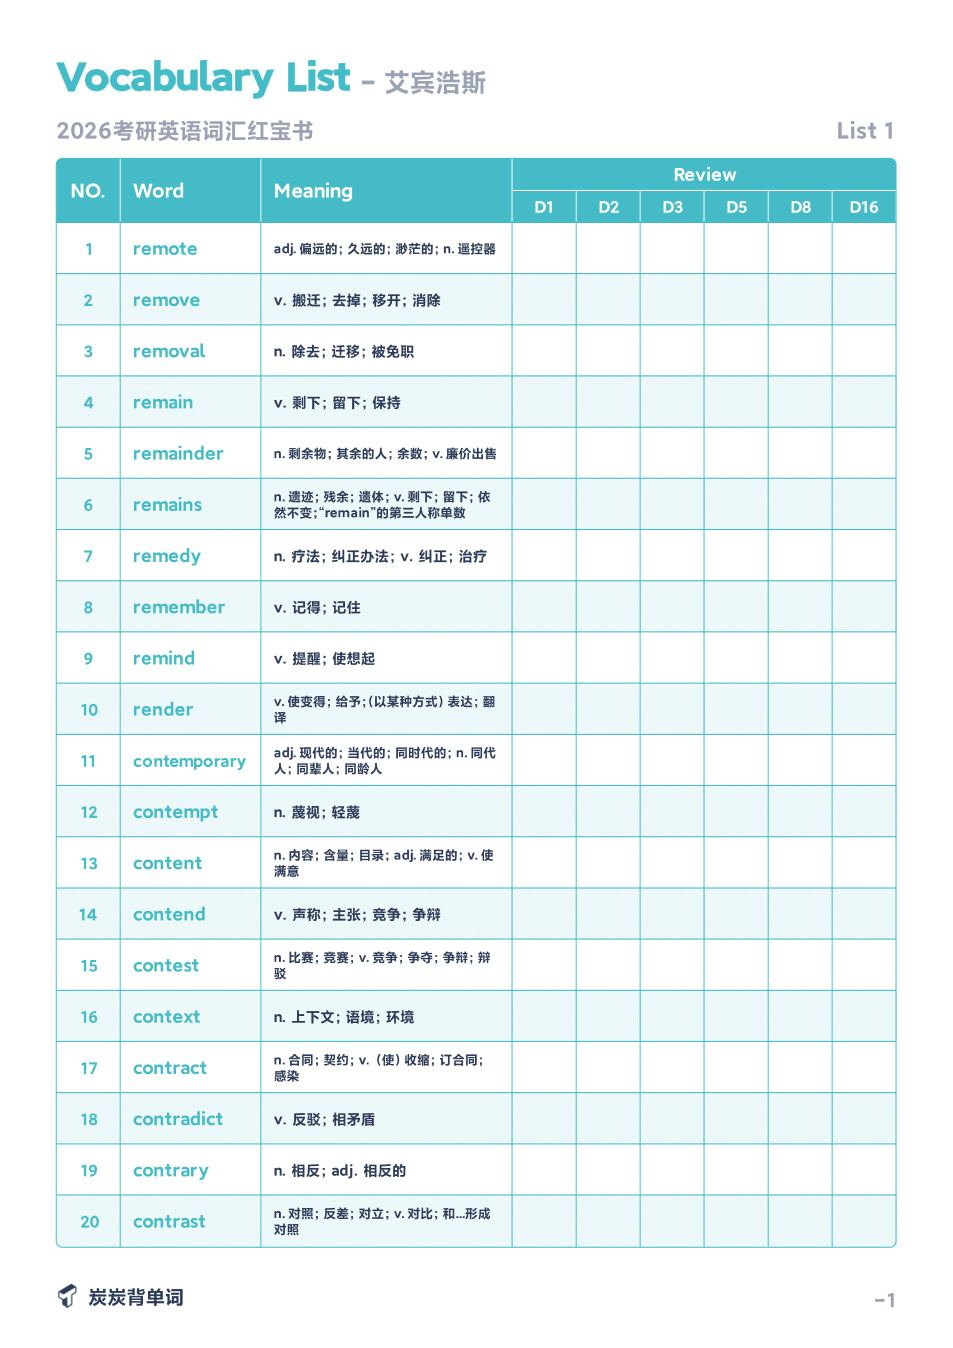 Vocabulary List - 艾宾浩斯
2026考研英语词汇红宝书 List 1
NO. Word Meaning Review
D1 D2 D3 D5 D8 D16
1 remote adj. 偏远的; 久远的; 渺茫的; n. 遥控器
2 remove v. 搬迁; 去掉; 移开; 消除
3 removal n. 除去; 迁移; 被免职
4 remain v. 剩下; 留下; 保持
5 remainder n. 剩余物; 其余的人; 余数; v. 廉价出售
6 remains n. 遗迹; 残余; 遗体; v. 剩下; 留下; 依
然不变;“remain”的第三人称单数
7 remedy n. 疗法; 纠正办法; v. 纠正; 治疗
8 remember v. 记得; 记住
9 remind v. 提醒; 使想起
10 render v. 使变得; 给予;(以某种方式) 表达; 翻
译
11 contemporary adj. 现代的; 当代的; 同时代的; n. 同代
人; 同辈人; 同龄人
12 contempt n. 蔑视; 轻蔑
13 content n. 内容; 含量; 目录; adj. 满足的; v. 使
满意
14 contend v. 声称; 主张; 竞争; 争辩
15 contest n. 比赛; 竞赛; v. 竞争; 争夺; 争辩; 辩
驳
16 context n. 上下文; 语境; 环境
17 contract n. 合同; 契约; v. (使) 收缩; 订合同;
感染
18 contradict v. 反驳; 相矛盾
19 contrary n. 相反; adj. 相反的
20 contrast n. 对照; 反差; 对立; v. 对比; 和...形成
对照
炭炭背单词 -1